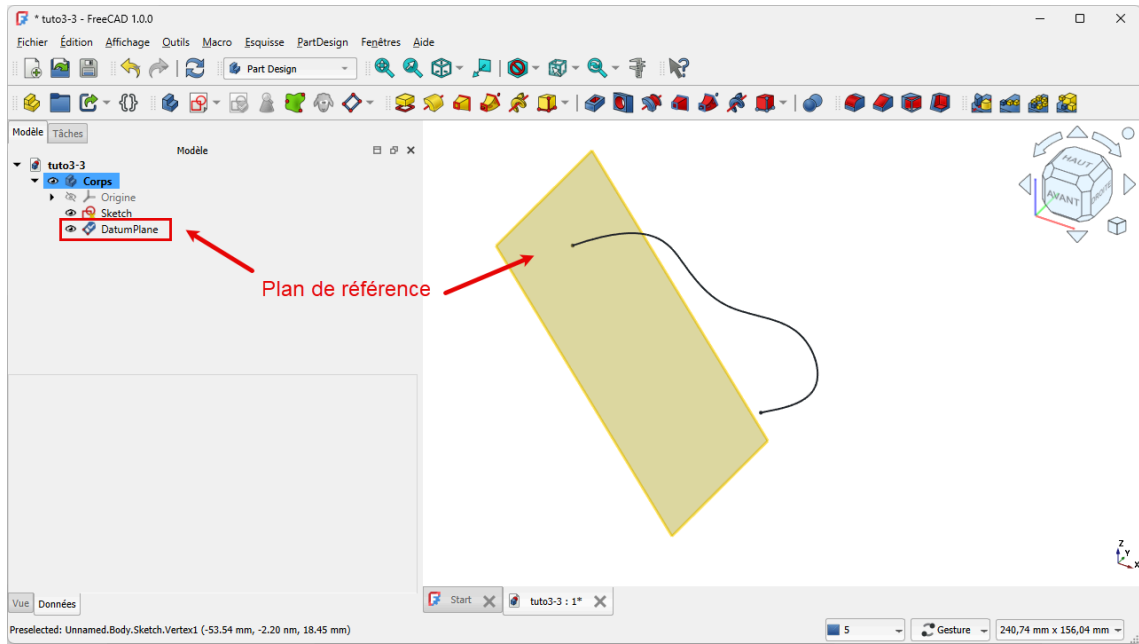 * tuto3-3 - FreeCAD 1.0.0
Fichier Édition Affichage Outils Macro Esquisse PartDesign Fenêtres Aide
Part Design
Modèle Tâches
Modèle
tuto3-3
Corps
Origine
Sketch
DatumPlane
Plan de référence
HAUT
AVANT
DROITE
Z
Y
X
Vue Données
Start
tuto3-3 : 1*
Preselected: Unnamed.Body.Sketch.Vertex1 (-53.54 mm, -2.20 nm, 18.45 mm)
5
Gesture
240,74 mm x 156,04 mm